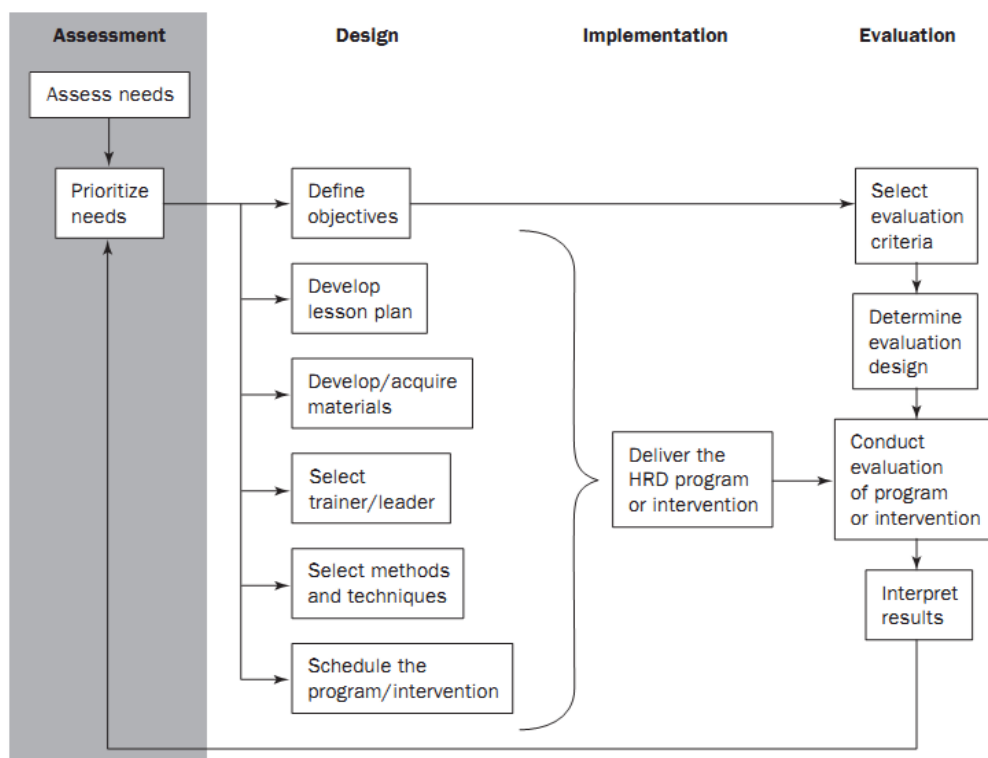 Assessment
Design
Implementation
Evaluation
Assess needs
Prioritize
needs
Define
objectives
Develop
lesson plan
Develop/acquire
materials
Select
trainer/leader
Select methods
and techniques
Schedule the
program/intervention
Deliver the
HRD program
or intervention
Select
evaluation
criteria
Determine
evaluation
design
Conduct
evaluation
of program
or intervention
Interpret
results